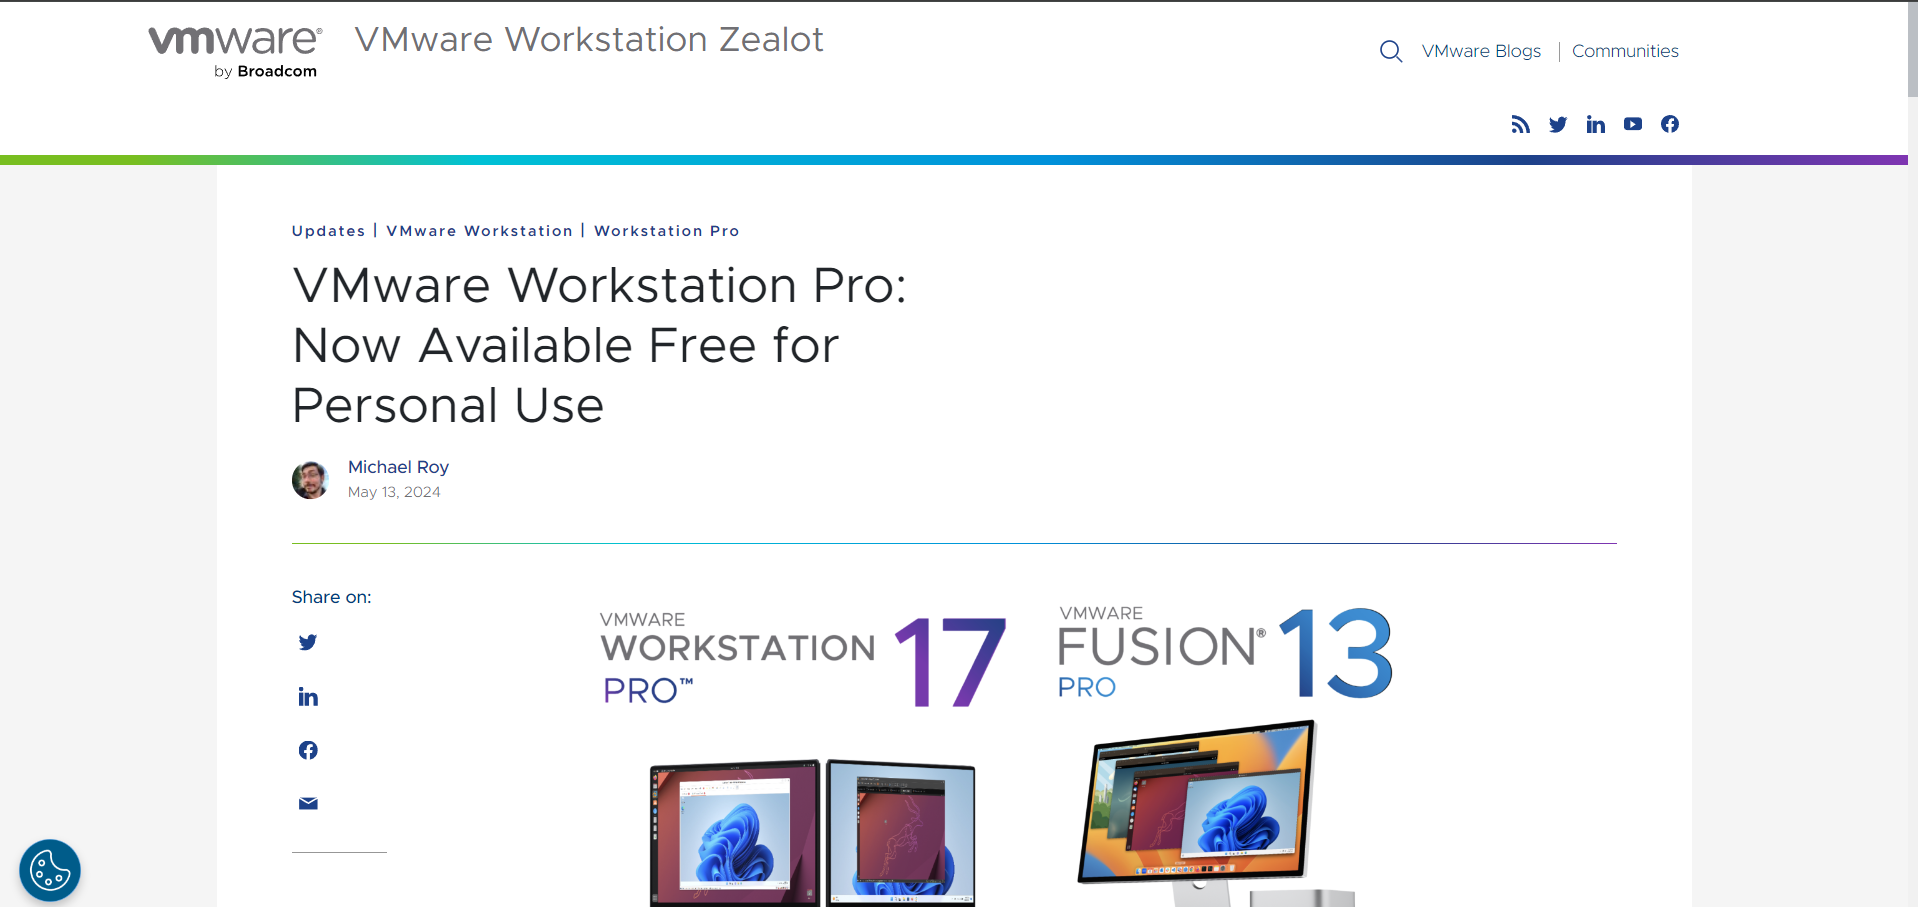 vmware®
by Broadcom
VMware Workstation Zealot
VMware Blogs | Communities
Updates | VMware Workstation | Workstation Pro
VMware Workstation Pro:
Now Available Free for
Personal Use
Michael Roy
May 13, 2024
Share on:
VMWARE
WORKSTATION 17
PRO™
VMWARE
FUSION® 13
PRO